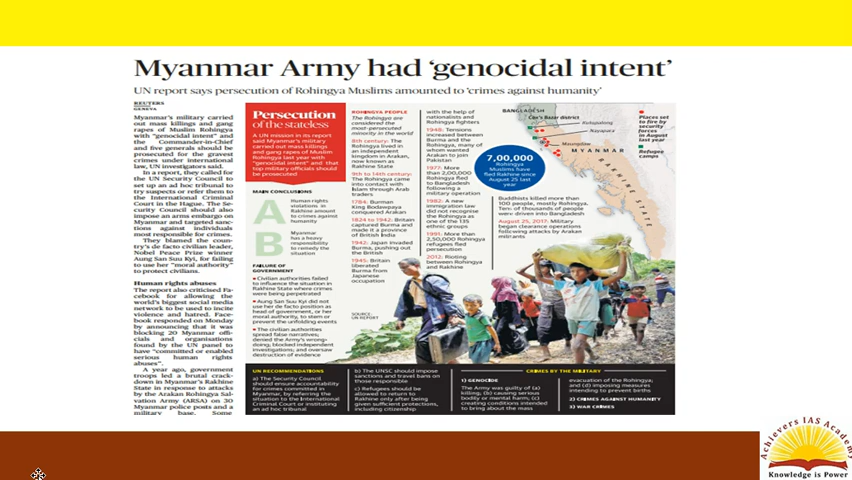 Myanmar Army had ‘genocidal intent’
UN report says persecution of Rohingya Muslims amounted to ‘crimes against humanity’
REUTERS
GENEVA
Myanmar's military carried
out mass killings and gang
rapes of Muslim Rohingya
with “genocidal intent” and
the Commander-in-Chief
and five generals should be
prosecuted for the gravest
crimes under international
law, UN investigators said.
In a report, they called for
the UN Security Council to
set up an ad hoc tribunal to
try suspects or refer them to
the International Criminal
Court in the Hague. The Se-
curity Council should also
impose an arms embargo on
Myanmar and targeted sanc-
tions against individuals
most responsible for crimes.
They blamed the coun-
try's de facto civilian leader,
Nobel Peace Prize winner
Aung San Suu Kyi, for failing
to use her “moral authority”
to protect civilians.
Human rights abuses
The report also criticised Fa-
cebook for allowing the
world's biggest social media
network to be used to incite
violence and hatred. Face-
book responded on Monday
by announcing that it was
blocking 20 Myanmar offi-
cials and organisations
found by the UN panel to
have “committed or enabled
serious human rights
abuses”.
A year ago, government
troops led a brutal crack-
down in Myanmar's Rakhine
State in response to attacks
by the Arakan Rohingya Sal-
vation Army (ARSA) on 30
Myanmar police posts and a
military base. Some
Persecution
of the stateless
A UN mission in its report
said Myanmar's military
carried out mass killings
and gang rapes of Muslim
Rohingya last year with
“genocidal intent” and that
top military officials should
be prosecuted
MAIN CONCLUSIONS
A
Human rights
violations in
Rakhine amount
to crimes against
humanity
B
Myanmar
has a heavy
responsibility
to remedy the
situation
FAILURE OF
GOVERNMENT
• Civilian authorities failed
to influence the situation in
Rakhine State where crimes
were being perpetrated
• Aung San Suu Kyi did not
use her de facto position as
head of government, or her
moral authority, to stem or
prevent the unfolding events
• The civilian authorities
spread false narratives;
denied the Army's wrong-
doing; blocked independent
investigations; and oversaw
destruction of evidence
ROHINGYA PEOPLE
The Rohingya are
considered the
most-persecuted
minority in the world
8th century: The
Rohingya lived in
an independent
kingdom in Arakan,
now known as
Rakhine State
9th to 14th century:
The Rohingya came
into contact with
Islam through Arab
traders
1784: Burman
King Bodawpaya
conquered Arakan
1824 to 1942: Britain
captured Burma and
made it a province
of British India
1942: Japan invaded
Burma, pushing out
the British
1945: Britain
liberated
Burma from
Japanese
occupation
SOURCE:
UN REPORT
with the help of
nationalists and
Rohingya fighters
1948: Tensions
increased between
Burma and the
Rohingya, many of
whom wanted
Arakan to join
Pakistan
1977: More
than 2,00,000
Rohingya fled
to Bangladesh
following a
military operation
1982: A new
immigration law
did not recognise
the Rohingya as
one of the 135
ethnic groups
1991: More than
2,50,000 Rohingya
refugees fled
persecution
2012: Rioting
between Rohingya
and Rakhine
7,00,000
Rohingya
Muslims have
fled Rakhine since
August 25 last
year
Buddhists killed more than
100 people, mostly Rohingya.
Tens of thousands of people
were driven into Bangladesh
August 25, 2017: Military
began clearance operations
following attacks by Arakan
militants
BANGLADESH
Cox's Bazar district
Kutupalong
Nayapara
Maungdaw
MYANMAR
RAKHINE STATE
Places set
to fire by
security
forces
in August
last year
Refugee
camps
UN RECOMMENDATIONS
a) The Security Council
should ensure accountability
for crimes committed in
Myanmar, by referring the
situation to the International
Criminal Court or instituting
an ad hoc tribunal
b) The UNSC should impose
sanctions and travel bans on
those responsible
c) Refugees should be
allowed to return to
Rakhine only after being
given sufficient protections,
including citizenship
CRIMES BY THE MILITARY
1) GENOCIDE
The Army was guilty of (a)
killing; (b) causing serious
bodily or mental harm; (c)
creating conditions intended
to bring about the mass
evacuation of the Rohingya;
and (d) imposing measures
intending to prevent births
2) CRIMES AGAINST HUMANITY
3) WAR CRIMES
Achievers IAS Academy
Knowledge is Power